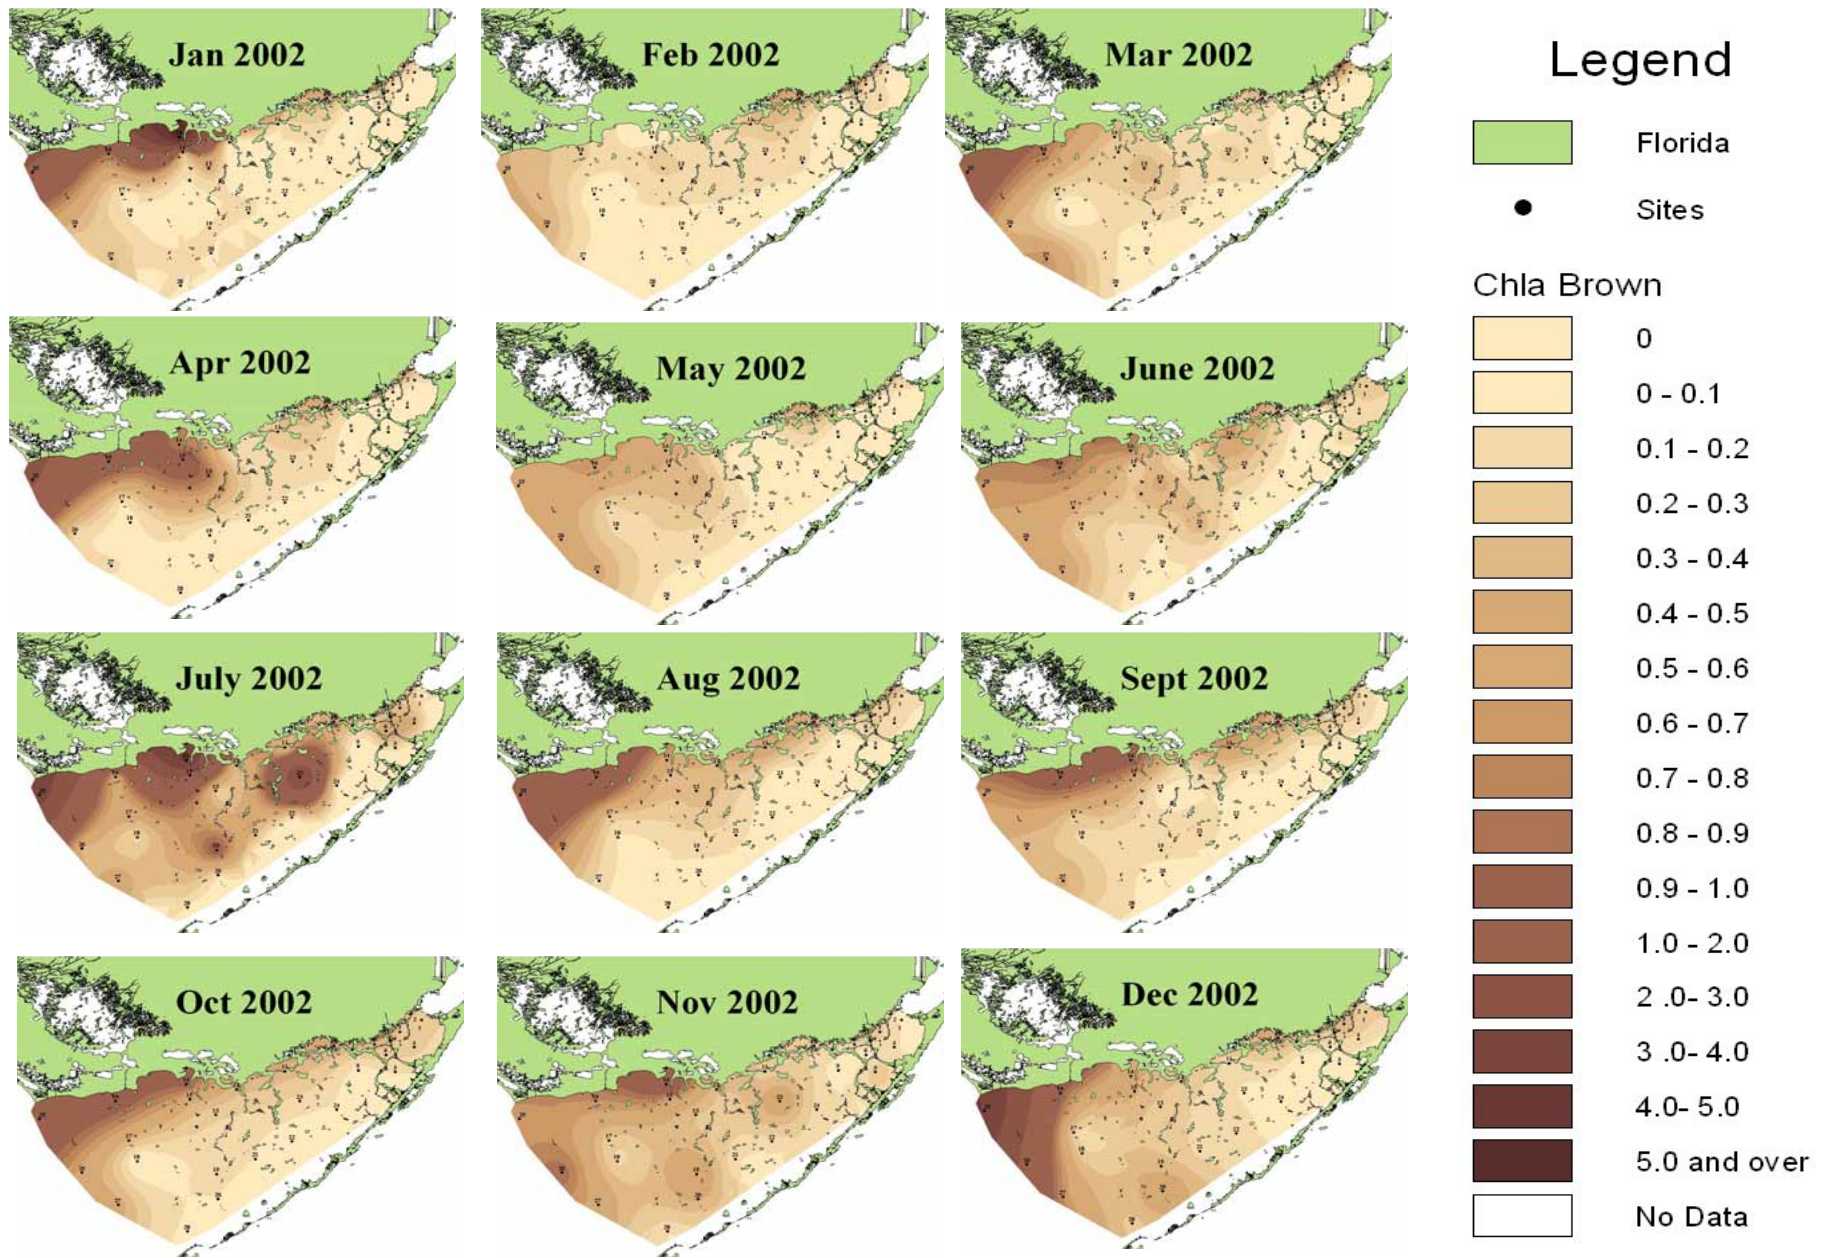 Jan 2002
Feb 2002
Mar 2002
Legend
Florida
Sites
Chla Brown
Apr 2002
May 2002
June 2002
0
0 - 0.1
0.1 - 0.2
0.2 - 0.3
0.3 - 0.4
0.4 - 0.5
0.5 - 0.6
July 2002
Aug 2002
Sept 2002
0.6 - 0.7
0.7 - 0.8
0.8 - 0.9
0.9 - 1.0
1.0 - 2.0
Oct 2002
Nov 2002
Dec 2002
2 .0- 3.0
3 .0- 4.0
4.0- 5.0
5.0 and over
No Data